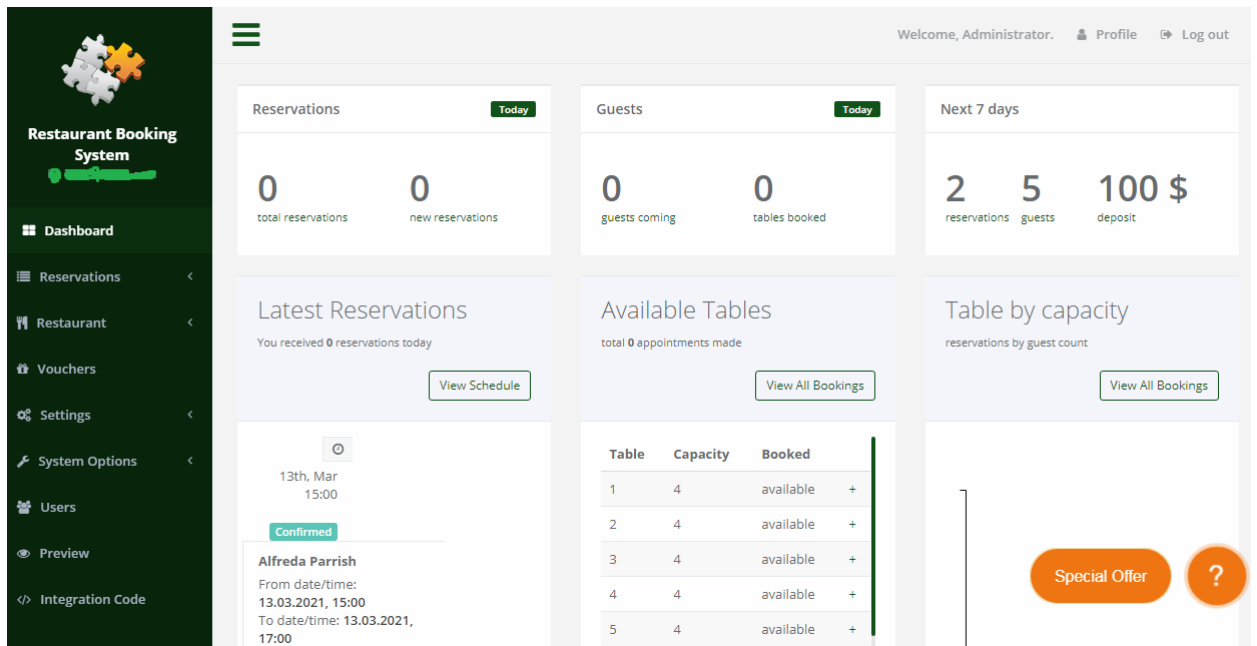 Welcome, Administrator. Profile Log out
Restaurant Booking
System
Dashboard
Reservations
Restaurant
Vouchers
Settings
System Options
Users
Preview
Integration Code
Reservations Today
0 0
total reservations new reservations
Guests Today
0 0
guests coming tables booked
Next 7 days
2 5 100 $
reservations guests deposit
Latest Reservations
You received 0 reservations today
View Schedule
13th, Mar
15:00
Confirmed
Alfreda Parrish
From date/time:
13.03.2021, 15:00
To date/time: 13.03.2021,
17:00
Available Tables
total 0 appointments made
View All Bookings
Table Capacity Booked
1 4 available +
2 4 available +
3 4 available +
4 4 available +
5 4 available +
Table by capacity
reservations by guest count
View All Bookings
Special Offer
?